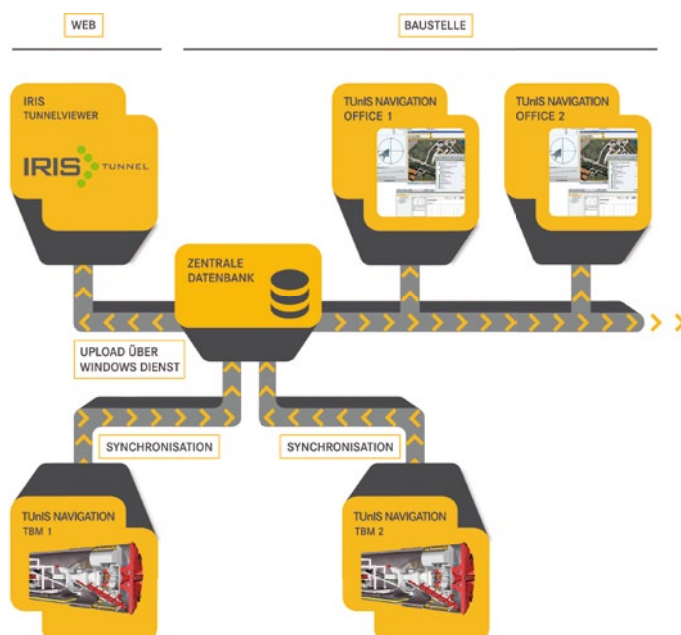 WEB
BAUSTELLE
IRIS
TUNNELVIEWER
IRIS TUNNEL
TUnIS NAVIGATION
OFFICE 1
TUnIS NAVIGATION
OFFICE 2
ZENTRALE
DATENBANK
UPLOAD ÜBER
WINDOWS DIENST
SYNCHRONISATION
SYNCHRONISATION
TUnIS NAVIGATION
TBM 1
TUnIS NAVIGATION
TBM 2